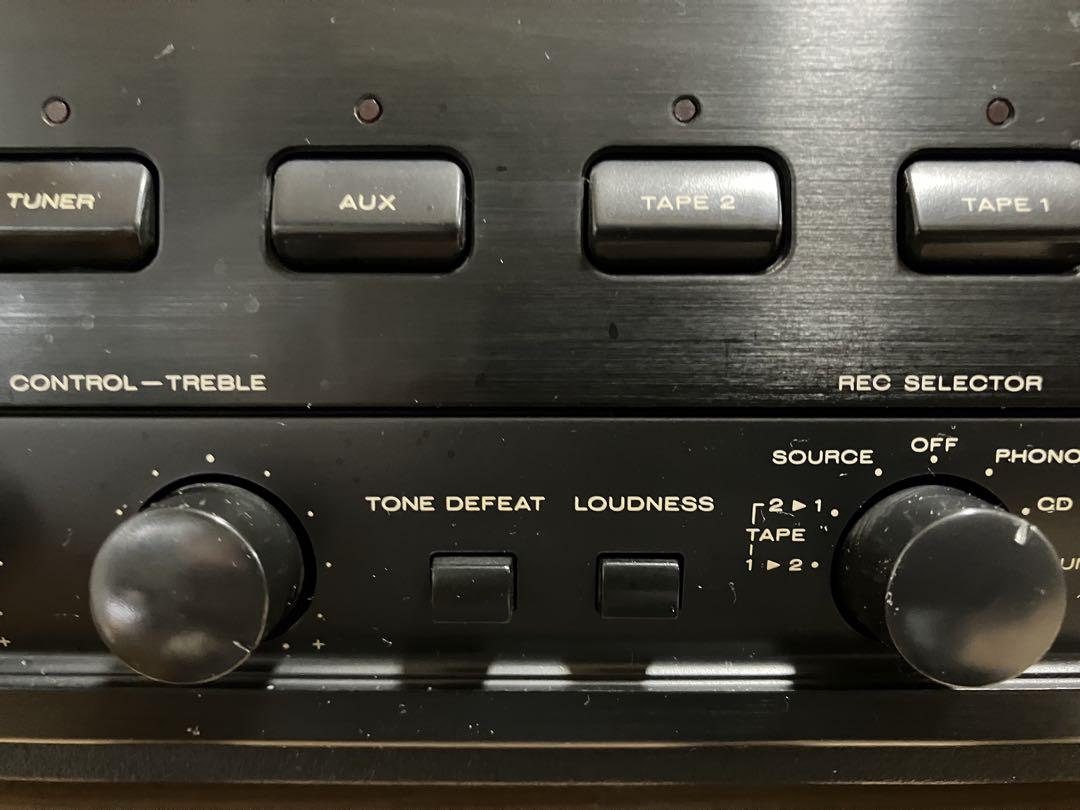 TUNER AUX TAPE 2 TAPE 1
CONTROL—TREBLE REC SELECTOR
OFF
SOURCE PHONO
TONE DEFEAT LOUDNESS 2▶1 CD
TAPE
1▶2
+ +